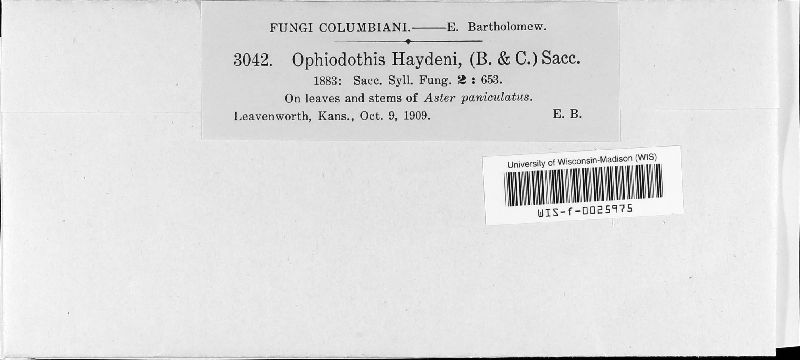 FUNGI COLUMBIANI.——E. Bartholomew.
3042. Ophiodothis Haydeni, (B. & C.) Sacc.
1883: Sacc. Syll. Fung. 2 : 653.
On leaves and stems of Aster paniculatus.
Leavenworth, Kans., Oct. 9, 1909. E. B.
University of Wisconsin-Madison (WIS)
WIS-f-0025975